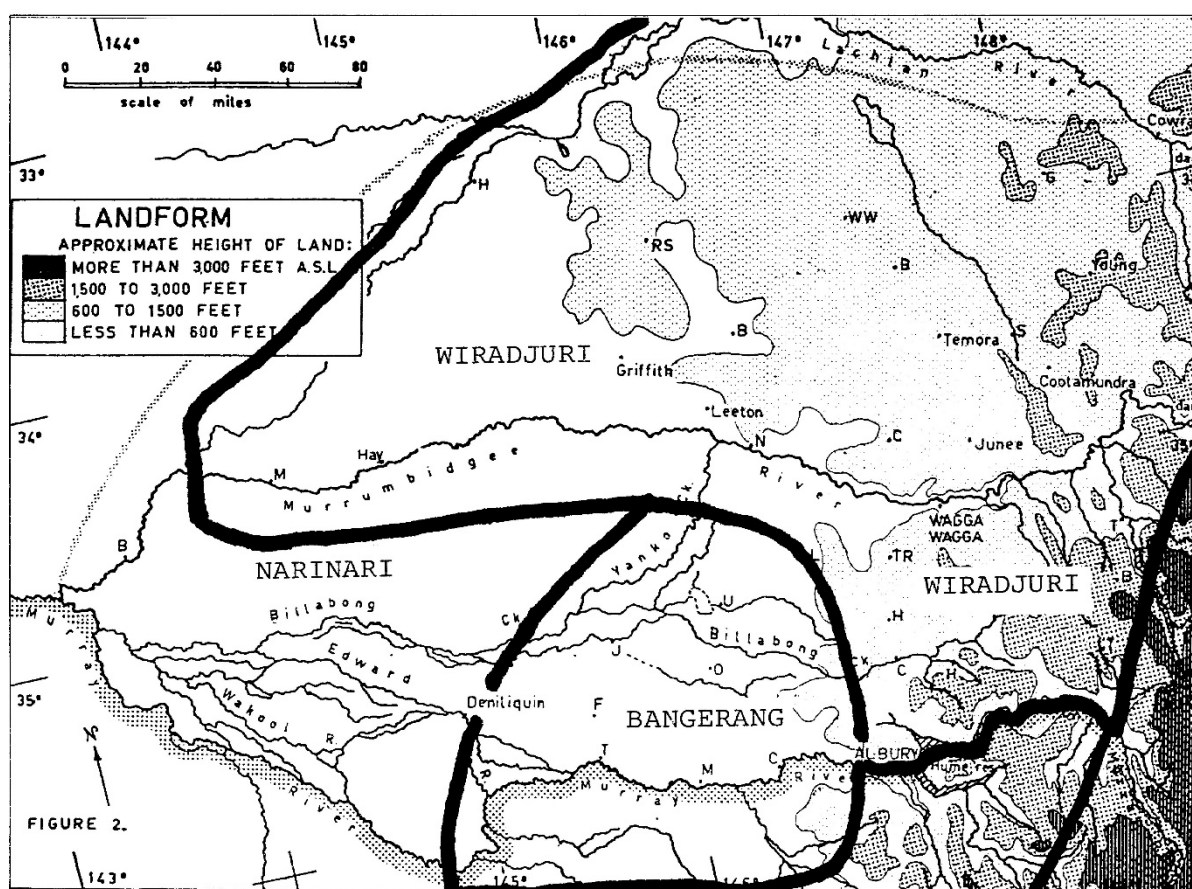 144°
145°
146°
147°
148°
0 20 40 60 80
scale of miles
Lachlan River
Cowra
33°
H
G
LANDFORM
APPROXIMATE HEIGHT OF LAND:
MORE THAN 3,000 FEET A.S.L.
1,500 TO 3,000 FEET
600 TO 1500 FEET
LESS THAN 600 FEET
WW
RS
B
Young
B
Temora
S
WIRADJURI
Griffith
Cootamundra
34°
Leeton
Hay
N
C
Junee
M
Murrumbidgee River
WAGGA
WAGGA
T
B
Yanko Ck
TR
B
NARINARI
WIRADJURI
U
H
Billabong Ck
Billabong Ck
J
O
C
H
Murray
Edward
35°
Deniliquin
F
BANGERANG
Wakool R
N
T
ALBURY
Hume Res
C
M
River
R
Murray
River
FIGURE 2.
143°
145°
146°